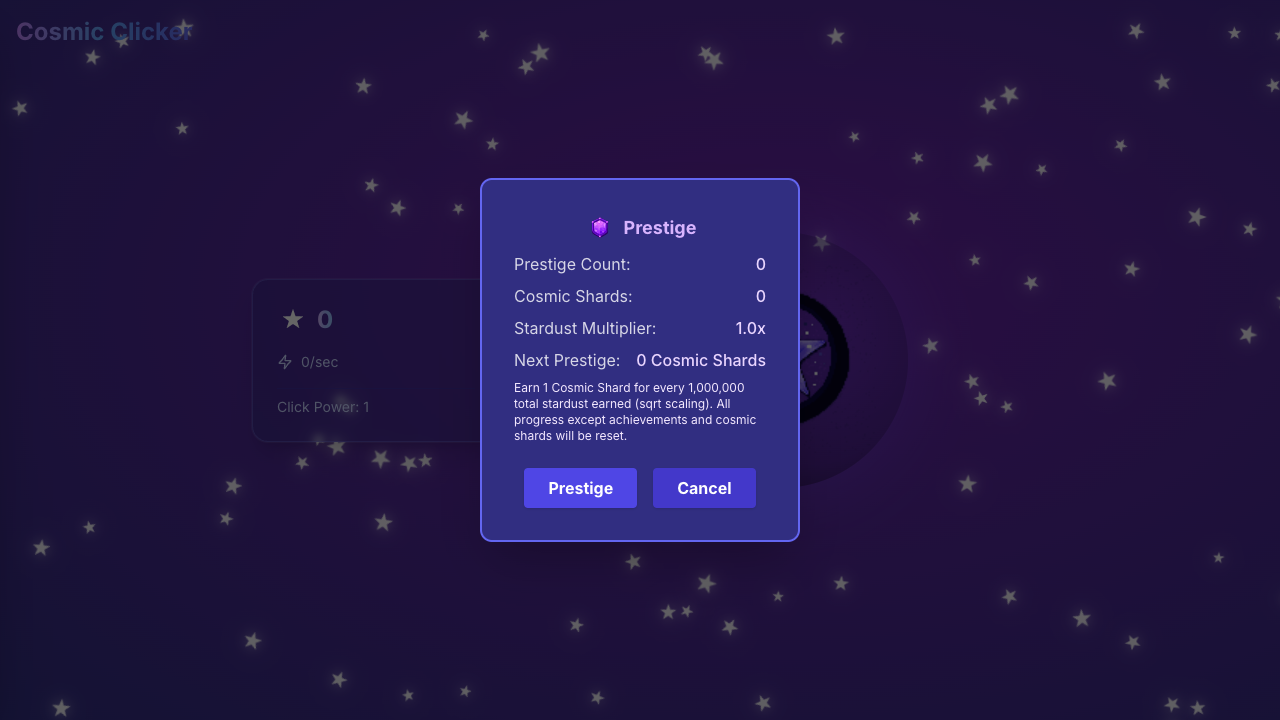 Cosmic Clicker
Prestige
Prestige Count: 0
Cosmic Shards: 0
Stardust Multiplier: 1.0x
Next Prestige: 0 Cosmic Shards
Earn 1 Cosmic Shard for every 1,000,000
total stardust earned (sqrt scaling). All
progress except achievements and cosmic
shards will be reset.
Prestige Cancel
0
0/sec
Click Power: 1